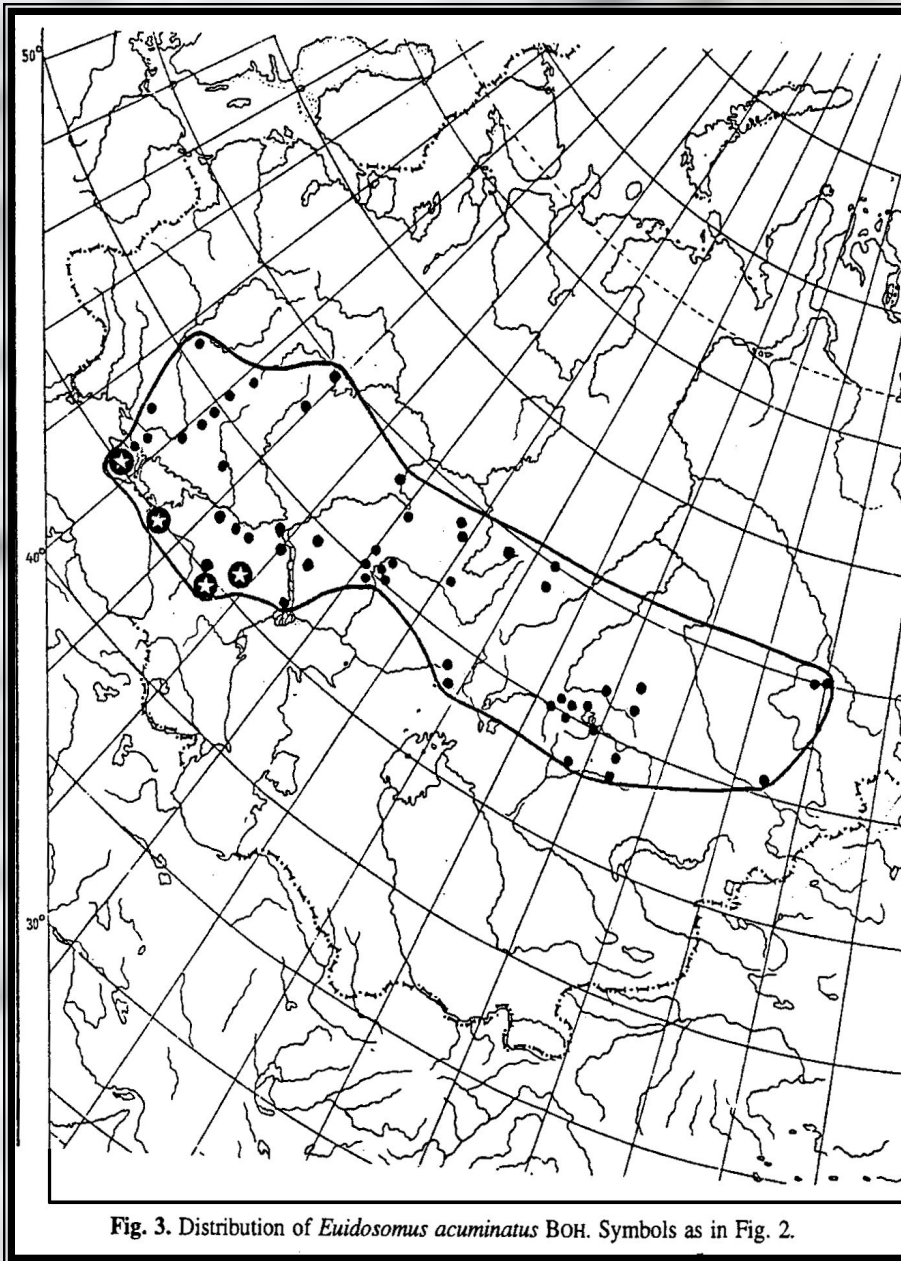 50°
40°
30°
Fig. 3. Distribution of Euidosomus acuminatus BOH. Symbols as in Fig. 2.